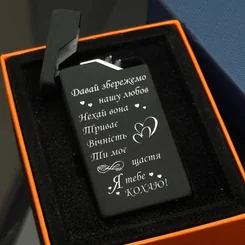 Давай збережемо
нашу любов
Нехай вона
Триває
Вічність
Ти моє
щастя
Я тебе
КОХАЮ!